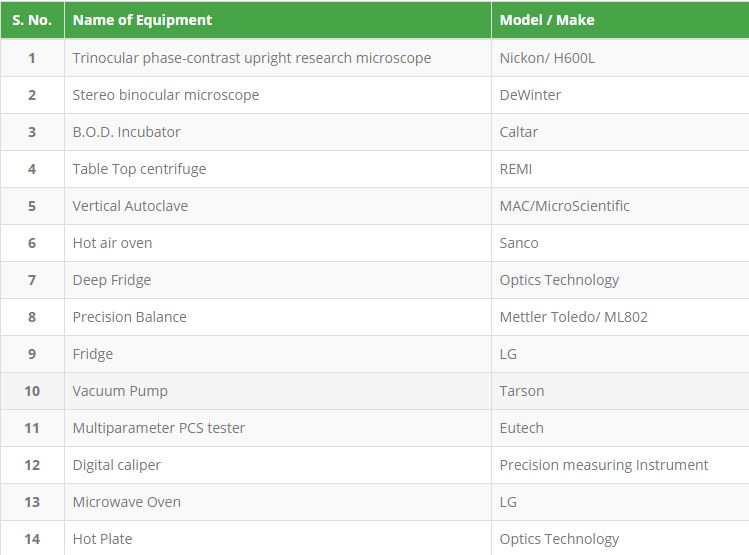 S. No. Name of Equipment Model / Make
1 Trinocular phase-contrast upright research microscope Nickon/ H600L
2 Stereo binocular microscope DeWinter
3 B.O.D. Incubator Caltar
4 Table Top centrifuge REMI
5 Vertical Autoclave MAC/MicroScientific
6 Hot air oven Sanco
7 Deep Fridge Optics Technology
8 Precision Balance Mettler Toledo/ ML802
9 Fridge LG
10 Vacuum Pump Tarson
11 Multiparameter PCS tester Eutech
12 Digital caliper Precision measuring Instrument
13 Microwave Oven LG
14 Hot Plate Optics Technology